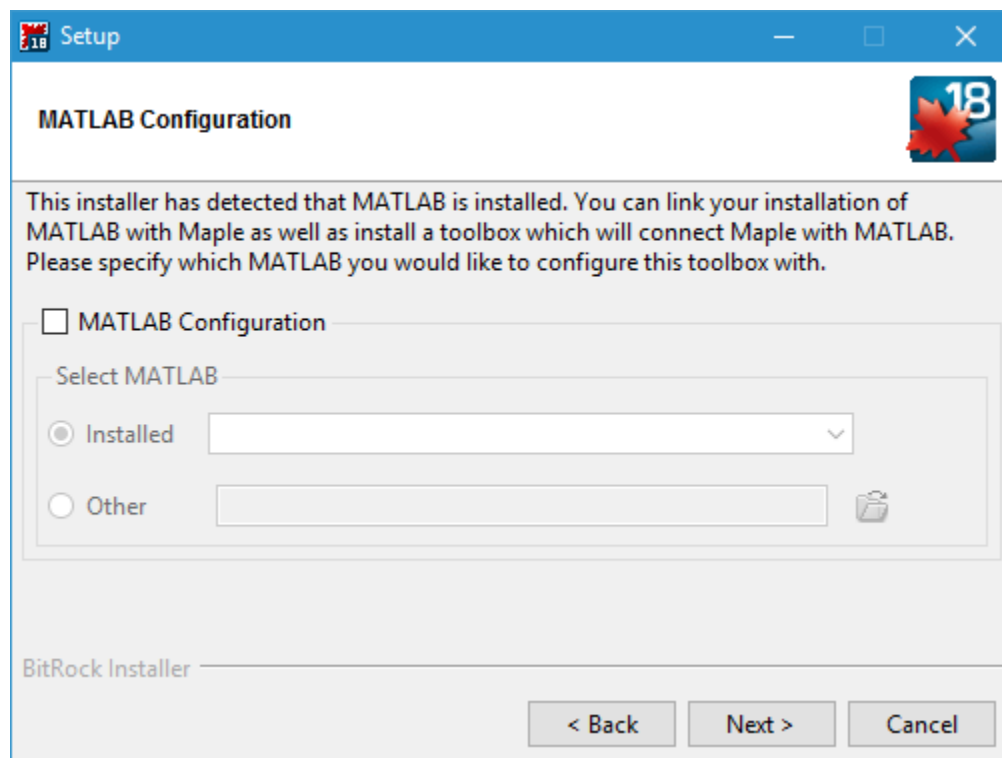 18 Setup
MATLAB Configuration
18
This installer has detected that MATLAB is installed. You can link your installation of
MATLAB with Maple as well as install a toolbox which will connect Maple with MATLAB.
Please specify which MATLAB you would like to configure this toolbox with.
MATLAB Configuration
Select MATLAB
Installed
Other
BitRock Installer
< Back Next > Cancel